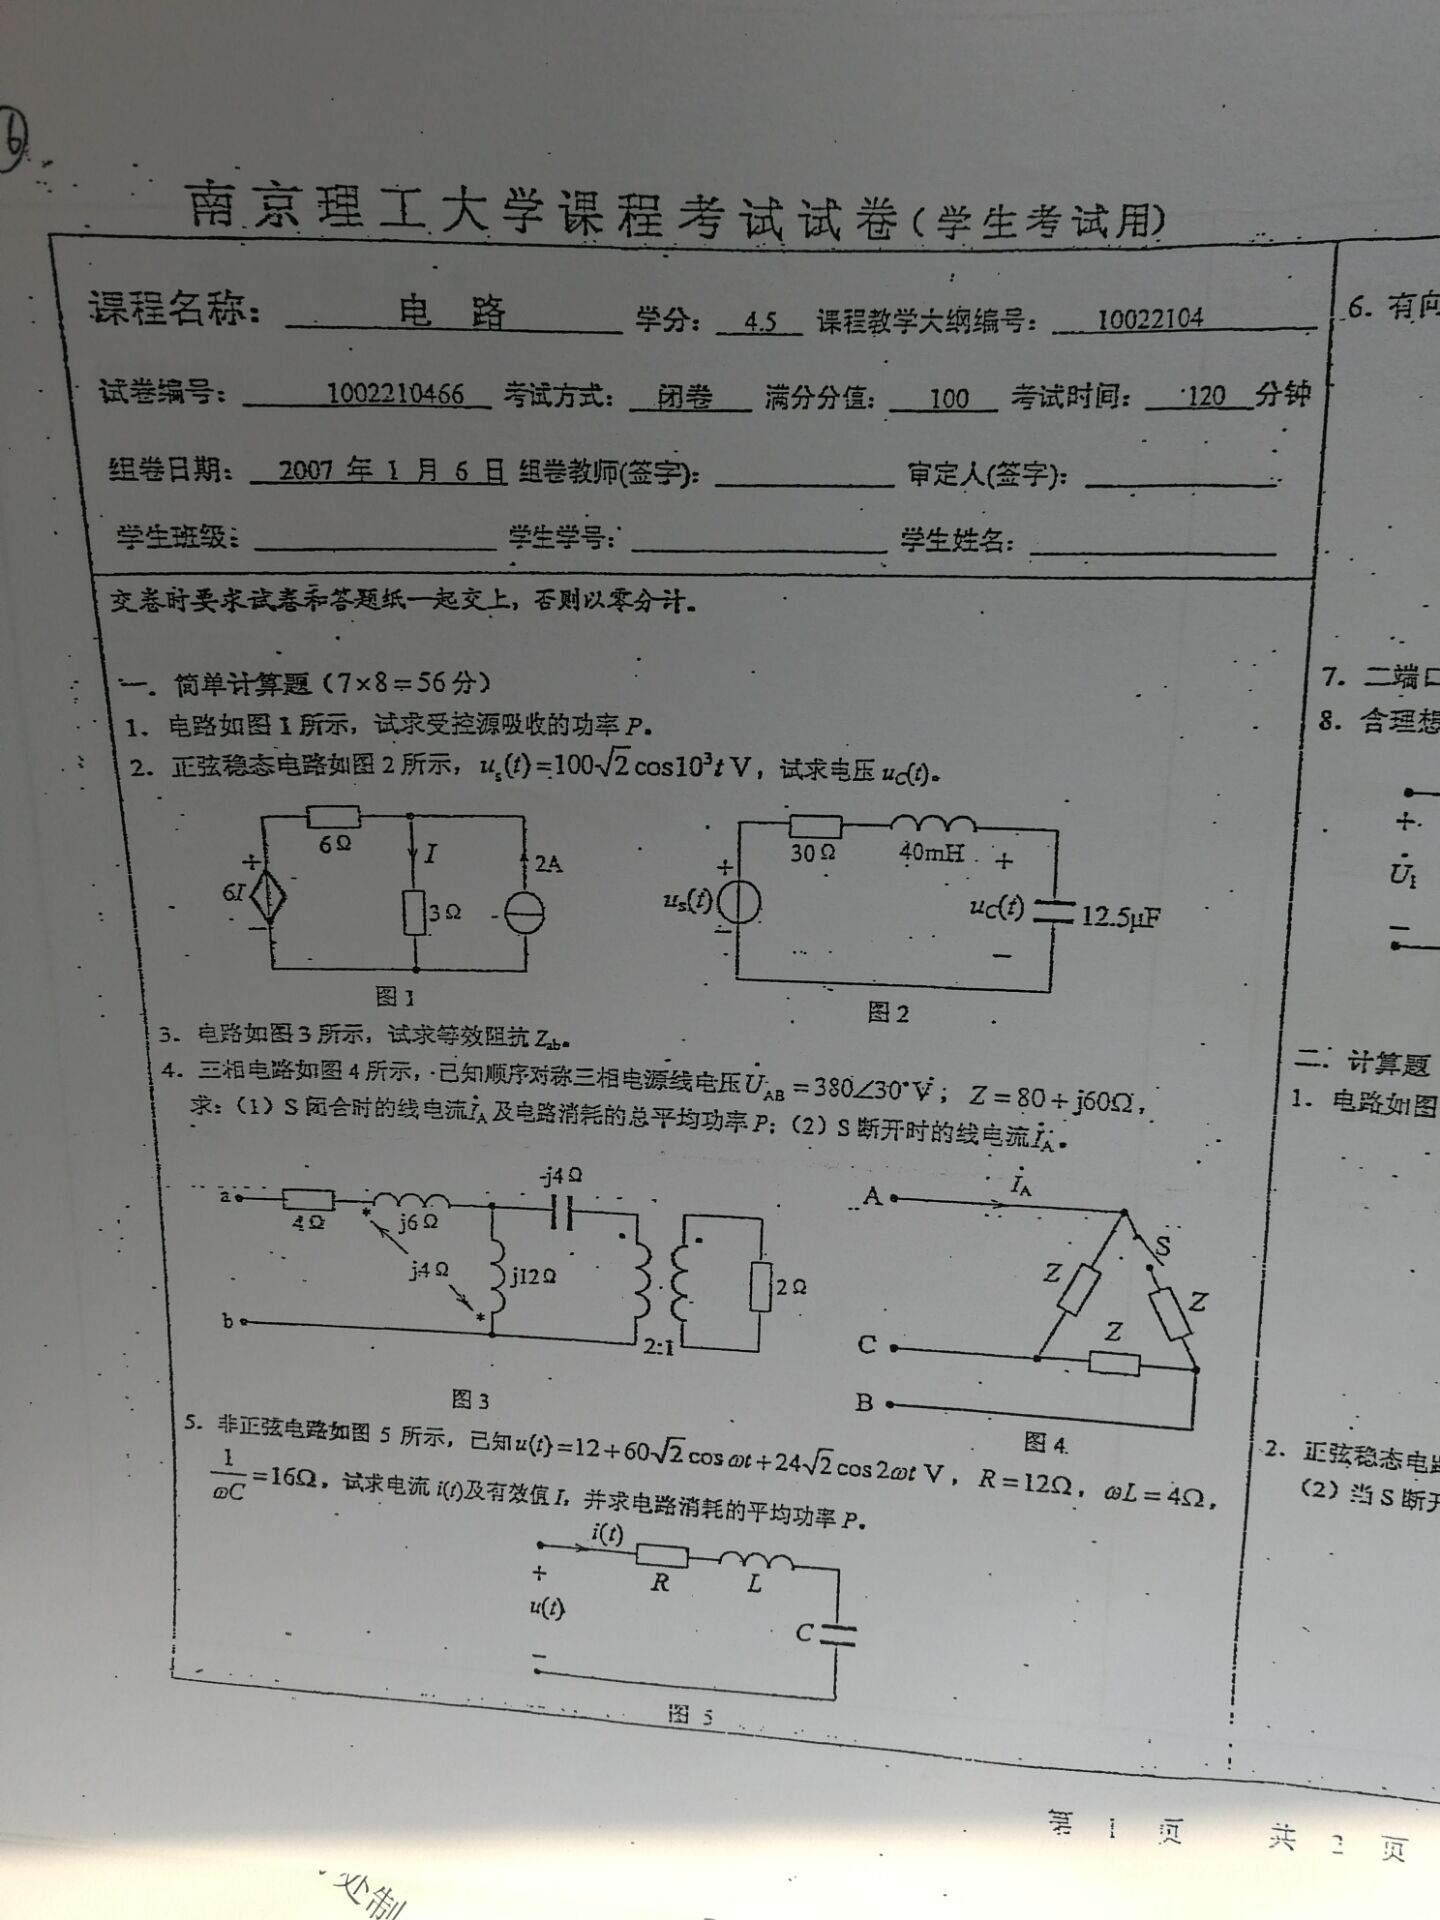 6
南京理工大学课程考试试卷(学生考试用)
课程名称: 电 路 学分: 4.5 课程教学大纲编号: 10022104
试卷编号: 1002210466 考试方式: 闭卷 满分分值: 100 考试时间: 120 分钟
组卷日期: 2007 年 1 月 6 日 组卷教师(签字): 审定人(签字):
学生班级: 学生学号: 学生姓名:
交卷时要求试卷和答题纸一起交上,否则以零分计。
一. 简单计算题(7×8=56分)
1. 电路如图1所示,试求受控源吸收的功率P。
2. 正弦稳态电路如图2所示,us(t)=100√2cos10³t V,试求电压uC(t)。
6Ω I 2A 6I + − 3Ω
图1
30Ω 40mH + us(t) − + uC(t) − 12.5μF
图2
3. 电路如图3所示,试求等效阻抗Zab。
4. 三相电路如图4所示,已知顺序对称三相电源线电压U̇AB=380∠30°V; Z=80+j60Ω,
求:(1)S闭合时的线电流İA及电路消耗的总平均功率P;(2)S断开时的线电流İA。
a 4Ω * j6Ω -j4Ω j4Ω j12Ω * b 2:1 2Ω
图3
A İA S Z Z Z C B
图4
5. 非正弦电路如图5所示,已知u(t)=12+60√2cosωt+24√2cos2ωt V,R=12Ω,ωL=4Ω,
1/ωC=16Ω,试求电流i(t)及有效值I,并求电路消耗的平均功率P。
i(t) + u(t) − R L C
图5
6. 有向
7. 二端口
8. 含理想
+
U̇1
−
二. 计算题
1. 电路如图
2. 正弦稳态电路
(2)当S断开
第 1 页 共 2 页
处制